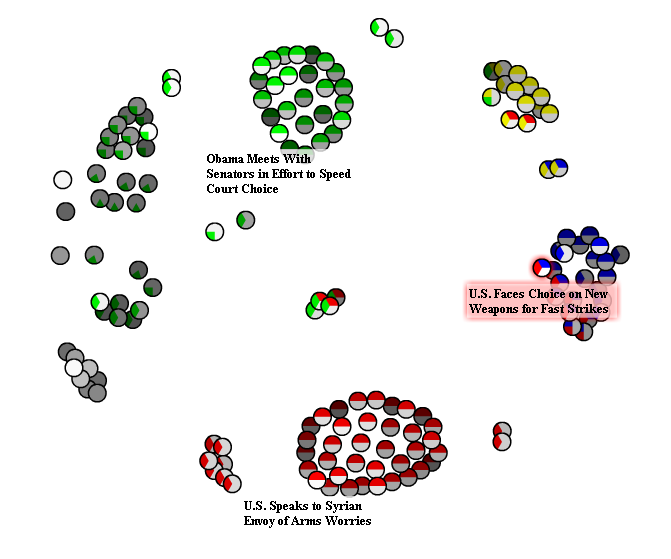 Obama Meets With
Senators in Effort to Speed
Court Choice
U.S. Faces Choice on New
Weapons for Fast Strikes
U.S. Speaks to Syrian
Envoy of Arms Worries